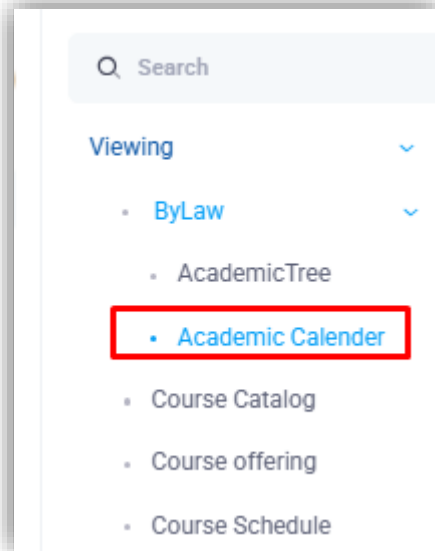 Search
Viewing
ByLaw
AcademicTree
Academic Calender
Course Catalog
Course offering
Course Schedule